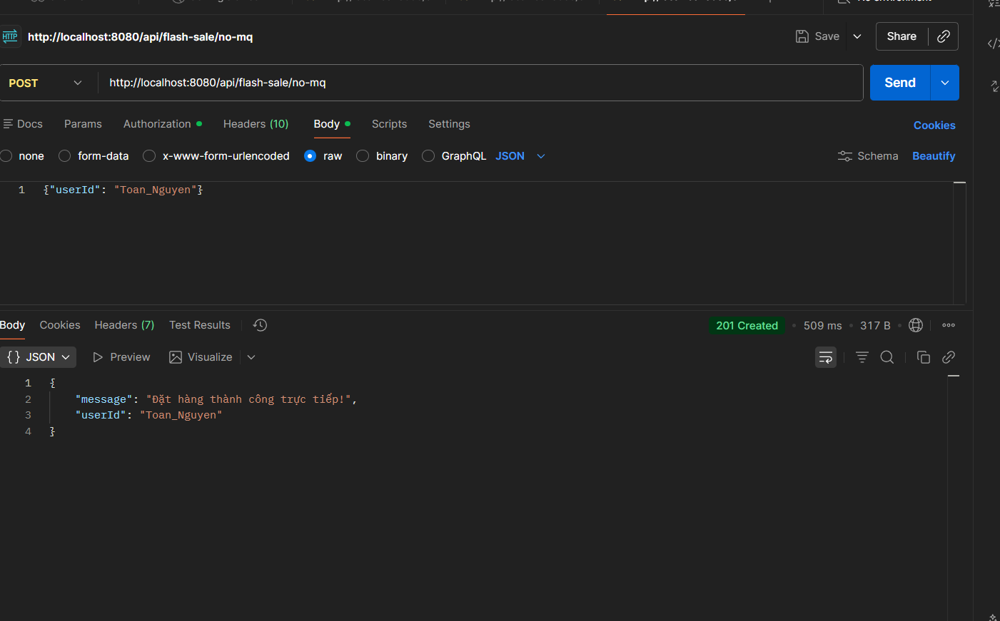 HTTP http://localhost:8080/api/flash-sale/no-mq Save Share
POST http://localhost:8080/api/flash-sale/no-mq Send
Docs Params Authorization Headers (10) Body Scripts Settings Cookies
none form-data x-www-form-urlencoded raw binary GraphQL JSON Schema Beautify
1 {"userId": "Toan_Nguyen"}
Body Cookies Headers (7) Test Results 201 Created 509 ms 317 B
{} JSON Preview Visualize
1 {
2 "message": "Đặt hàng thành công trực tiếp!",
3 "userId": "Toan_Nguyen"
4 }